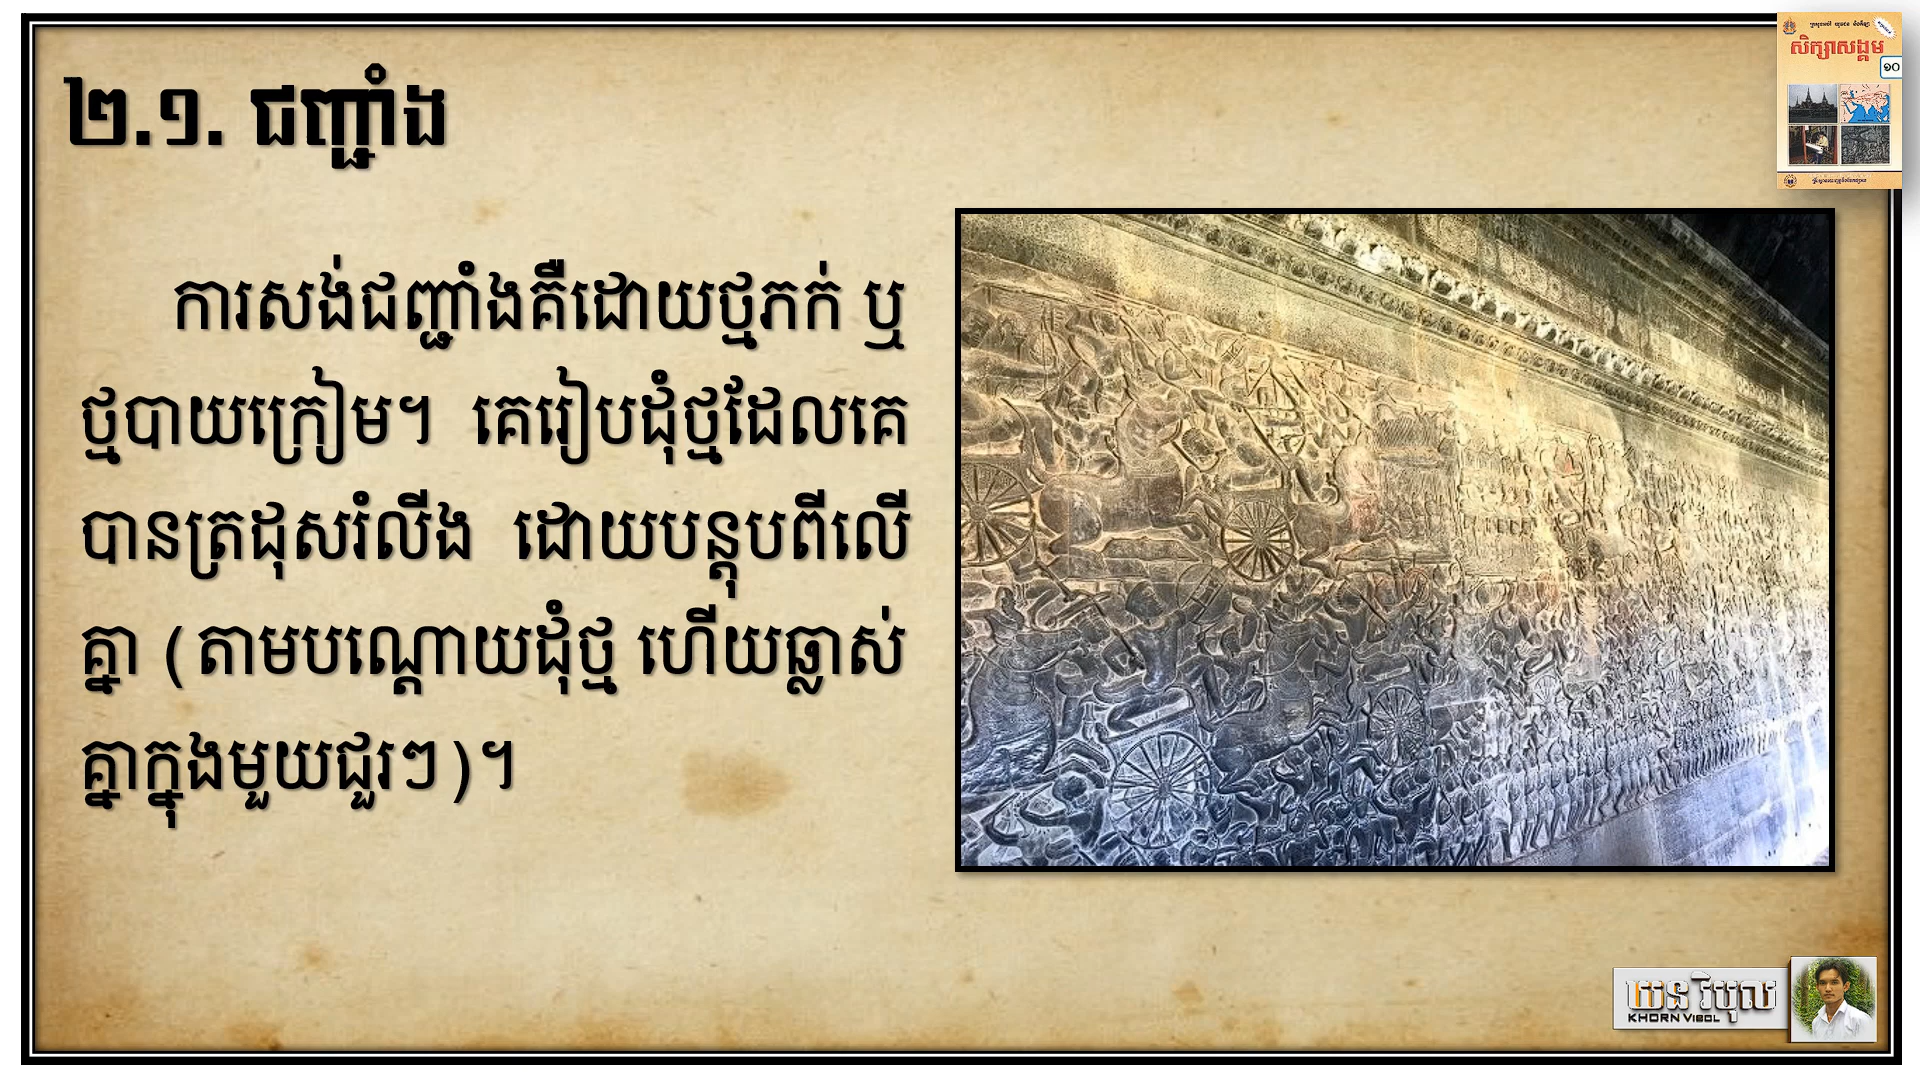 ២.១. ជញ្ជាំង
ការសង់ជញ្ជាំងគឺដោយថ្មភក់ ឬ
ថ្មបាយក្រៀម។ គេរៀបដុំថ្មដែលគេ
បានត្រដុសរំលីង ដោយបន្តុបពីលើ
គ្នា (តាមបណ្ដោយដុំថ្ម ហើយឆ្លាស់
គ្នាក្នុងមួយជួរៗ)។
សិក្សាសង្គម
១០
ឃន វិបុល
KHORN VIBOL